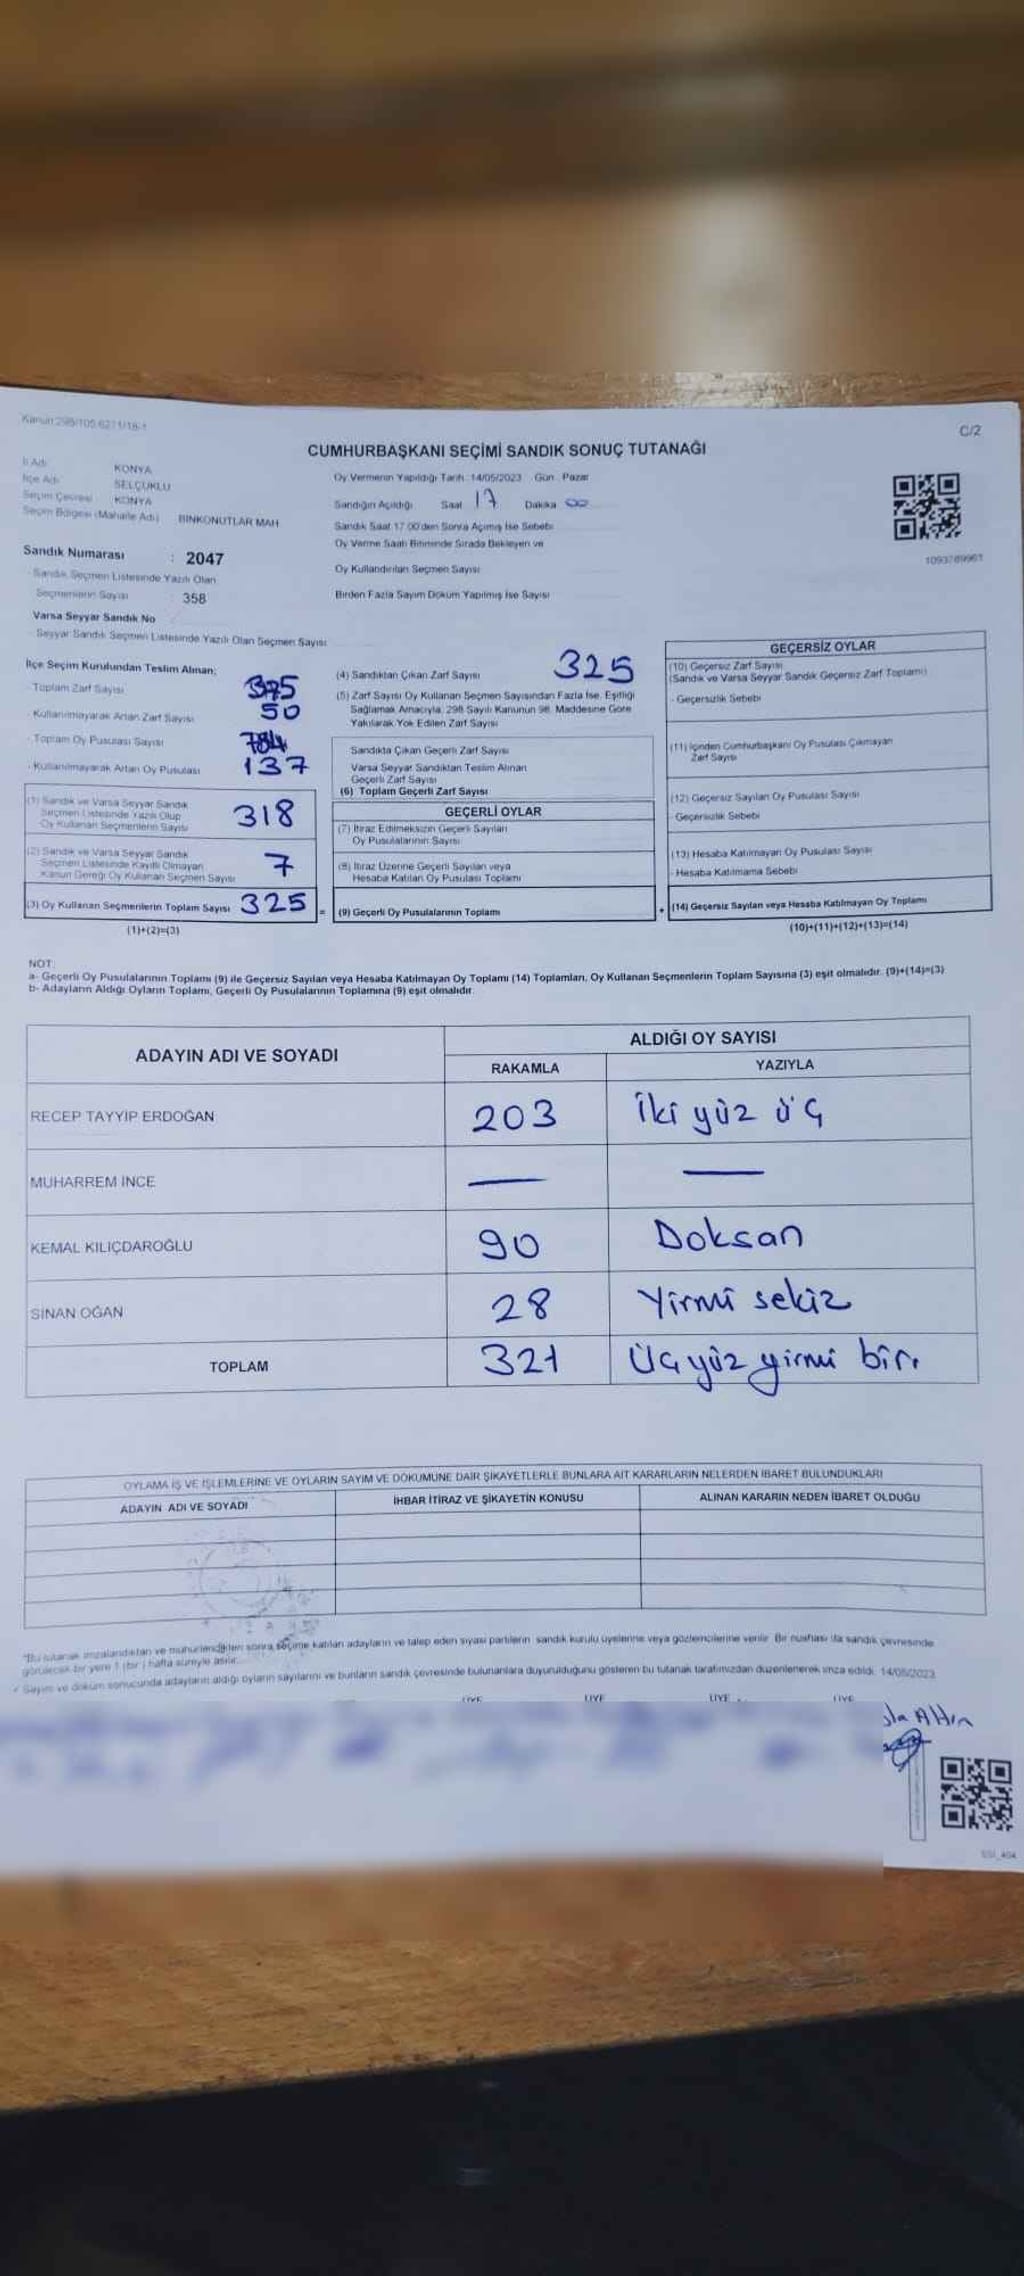 Kanun:298/105,6271/18-1
C/2
CUMHURBAŞKANI SEÇİMİ SANDIK SONUÇ TUTANAĞI
İl Adı KONYA
İlçe Adı SELÇUKLU
Seçim Çevresi KONYA
Seçim Bölgesi (Mahalle Adı) BİNKONUTLAR MAH
Sandık Numarası : 2047
- Sandık Seçmen Listesinde Yazılı Olan
Seçmenlerin Sayısı : 358
Varsa Seyyar Sandık No
- Seyyar Sandık Seçmen Listesinde Yazılı Olan Seçmen Sayısı
Oy Vermenin Yapıldığı Tarih: 14/05/2023 Gün: Pazar
Sandığın Açıldığı Saat 17 Dakika 00
Sandık Saat 17.00'den Sonra Açılmış İse Sebebi
Oy Verme Saati Bitiminde Sırada Bekleyen ve
Oy Kullandırılan Seçmen Sayısı
Birden Fazla Sayım Döküm Yapılmış İse Sayısı
1093789961
İlçe Seçim Kurulundan Teslim Alınan;
- Toplam Zarf Sayısı 375
- Kullanılmayarak Artan Zarf Sayısı 50
- Toplam Oy Pusulası Sayısı
- Kullanılmayarak Artan Oy Pusulası 137
(1) Sandık ve Varsa Seyyar Sandık
Seçmen Listesinde Yazılı Olup
Oy Kullanan Seçmenlerin Sayısı 318
(2) Sandık ve Varsa Seyyar Sandık
Seçmen Listesinde Kayıtlı Olmayan
Kanun Gereği Oy Kullanan Seçmen Sayısı 7
(3) Oy Kullanan Seçmenlerin Toplam Sayısı 325 =
(1)+(2)=(3)
(4) Sandıktan Çıkan Zarf Sayısı 325
(5) Zarf Sayısı Oy Kullanan Seçmen Sayısından Fazla İse, Eşitliği
Sağlamak Amacıyla, 298 Sayılı Kanunun 98. Maddesine Göre
Yakılarak Yok Edilen Zarf Sayısı
Sandıkta Çıkan Geçerli Zarf Sayısı
Varsa Seyyar Sandıktan Teslim Alınan
Geçerli Zarf Sayısı
(6) Toplam Geçerli Zarf Sayısı
GEÇERLİ OYLAR
(7) İtiraz Edilmeksizin Geçerli Sayılan
Oy Pusulalarının Sayısı
(8) İtiraz Üzerine Geçerli Sayılan veya
Hesaba Katılan Oy Pusulası Toplamı
(9) Geçerli Oy Pusulalarının Toplamı +
GEÇERSİZ OYLAR
(10) Geçersiz Zarf Sayısı
(Sandık ve Varsa Seyyar Sandık Geçersiz Zarf Toplamı)
- Geçersizlik Sebebi
(11) İçinden Cumhurbaşkanı Oy Pusulası Çıkmayan
Zarf Sayısı
(12) Geçersiz Sayılan Oy Pusulası Sayısı
- Geçersizlik Sebebi
(13) Hesaba Katılmayan Oy Pusulası Sayısı
- Hesaba Katılmama Sebebi
(14) Geçersiz Sayılan veya Hesaba Katılmayan Oy Toplamı
(10)+(11)+(12)+(13)=(14)
NOT:
a- Geçerli Oy Pusulalarının Toplamı (9) ile Geçersiz Sayılan veya Hesaba Katılmayan Oy Toplamı (14) Toplamları, Oy Kullanan Seçmenlerin Toplam Sayısına (3) eşit olmalıdır. (9)+(14)=(3)
b- Adayların Aldığı Oyların Toplamı, Geçerli Oy Pusulalarının Toplamına (9) eşit olmalıdır.
ADAYIN ADI VE SOYADI
ALDIĞI OY SAYISI
RAKAMLA YAZIYLA
RECEP TAYYİP ERDOĞAN 203 İki yüz üç
MUHARREM İNCE — —
KEMAL KILIÇDAROĞLU 90 Doksan
SİNAN OĞAN 28 Yirmi sekiz
TOPLAM 321 Üçyüz yirmi bir.
OYLAMA İŞ VE İŞLEMLERİNE VE OYLARIN SAYIM VE DÖKÜMÜNE DAİR ŞİKAYETLERLE BUNLARA AİT KARARLARIN NELERDEN İBARET BULUNDUKLARI
ADAYIN ADI VE SOYADI İHBAR İTİRAZ VE ŞİKAYETİN KONUSU ALINAN KARARIN NEDEN İBARET OLDUĞU
*Bu tutanak imzalandıktan ve mühürlendikten sonra seçime katılan adayların ve talep eden siyasi partilerin sandık kurulu üyelerine veya gözlemcilerine verilir. Bir nüshası da sandık çevresinde
görülecek bir yere 1 (bir) hafta süreyle asılır.
* Sayım ve döküm sonucunda adayların aldığı oyların sayılarını ve bunların sandık çevresinde bulunanlara duyurulduğunu gösteren bu tutanak tarafımızdan düzenlenerek imza edildi. 14/05/2023
ÜYE ÜYE ÜYE ÜYE
Altın